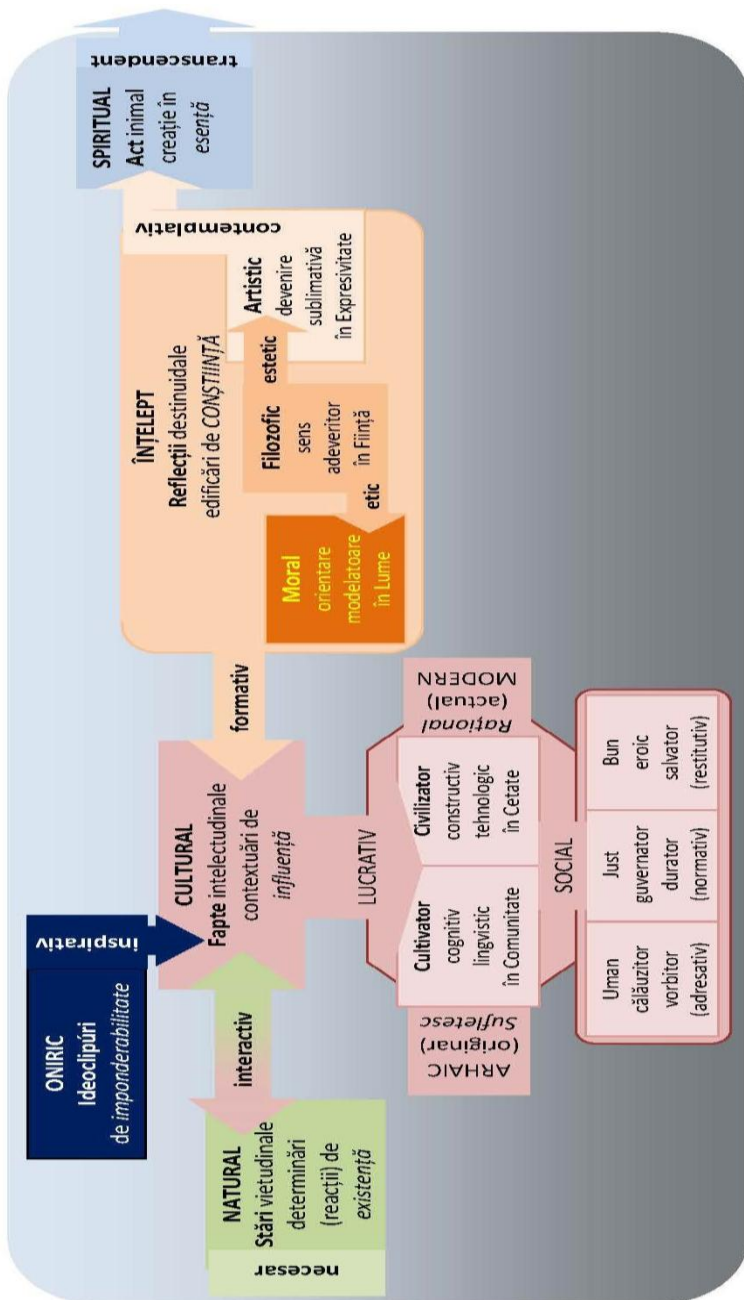 ONIRIC
Ideoclipuri
de imponderabilitate
inspirativ
NATURAL
Stări vietudinale
determinări
(reacții) de
existență
necesar
interactiv
CULTURAL
Fapte intelectudinale
contextuări de
influență
formativ
ÎNȚELEPT
Reflecții destinuidale
edificări de CONȘTIINȚĂ
Moral
orientare
modelatoare
în Lume
etic
Filozofic
sens
adeveritor
în Ființă
estetic
Artistic
devenire
sublimativă
în Expresivitate
contemplativ
SPIRITUAL
Act inimal
creație în
esență
transcendent
LUCRATIV
ARHAIC
(originar)
Sufletesc
Cultivator
cognitiv
lingvistic
în Comunitate
Civilizator
constructiv
tehnologic
în Cetate
Rațional
(actual)
MODERN
SOCIAL
Uman
călăuzitor
vorbitor
(adresativ)
Just
guvernator
durator
(normativ)
Bun
eroic
salvator
(restitutiv)